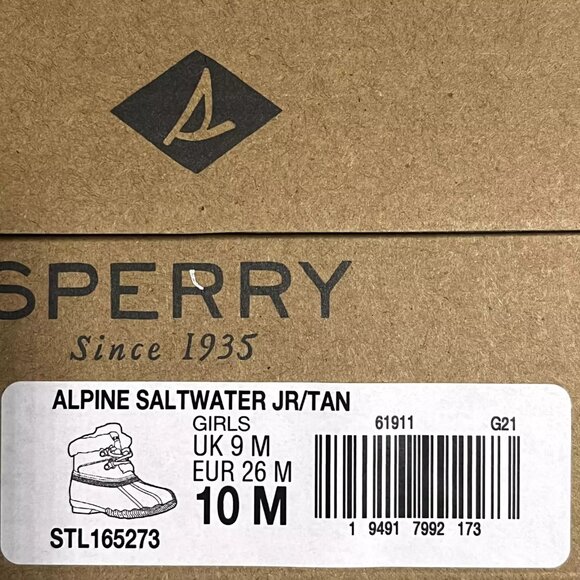 SPERRY
Since 1935
ALPINE SALTWATER JR/TAN
GIRLS
UK 9 M
EUR 26 M
10 M
STL165273
61911 G21
1 9491 7992 173